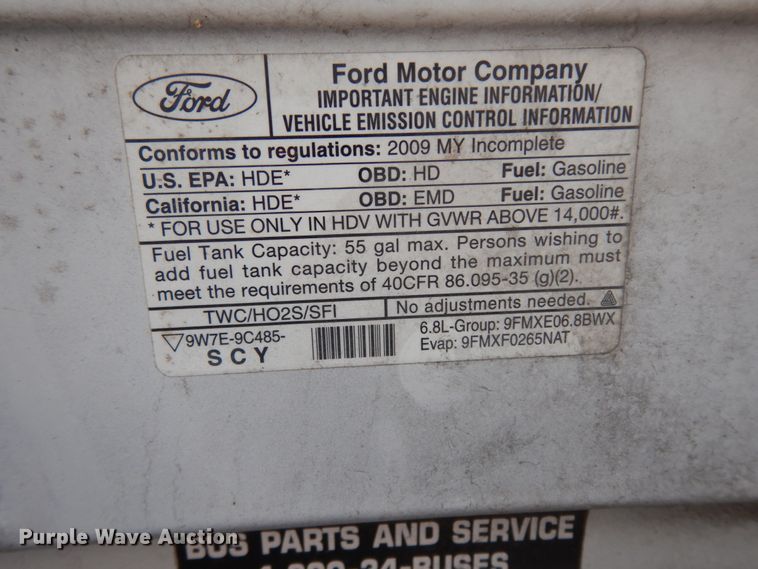 Ford
Ford Motor Company
IMPORTANT ENGINE INFORMATION/
VEHICLE EMISSION CONTROL INFORMATION
Conforms to regulations: 2009 MY Incomplete
U.S. EPA: HDE* OBD: HD Fuel: Gasoline
California: HDE* OBD: EMD Fuel: Gasoline
* FOR USE ONLY IN HDV WITH GVWR ABOVE 14,000#.
Fuel Tank Capacity: 55 gal max. Persons wishing to
add fuel tank capacity beyond the maximum must
meet the requirements of 40CFR 86.095-35 (g)(2).
TWC/HO2S/SFI
No adjustments needed.
9W7E-9C485-
SCY
6.8L-Group: 9FMXE06.8BWX
Evap: 9FMXF0265NAT
Purple Wave Auction
BUS PARTS AND SERVICE
24-BUSES